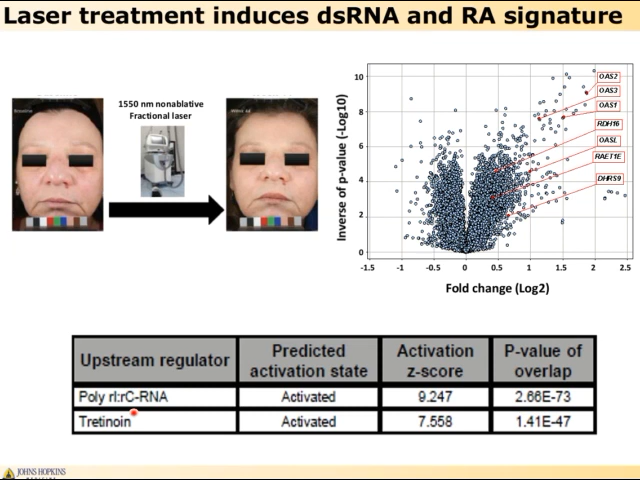 Laser treatment induces dsRNA and RA signature
1550 nm nonablative
Fractional laser
Inverse of p-value (-Log10)
10
8
6
4
2
0
-1.5 -1 -0.5 0 0.5 1 1.5 2 2.5
Fold change (Log2)
OAS2
OAS3
OAS1
RDH16
OASL
RAET1E
DHRS9
Upstream regulator Predicted activation state Activation z-score P-value of overlap
Poly rI:rC-RNA Activated 9.247 2.66E-73
Tretinoin Activated 7.558 1.41E-47
JOHNS HOPKINS